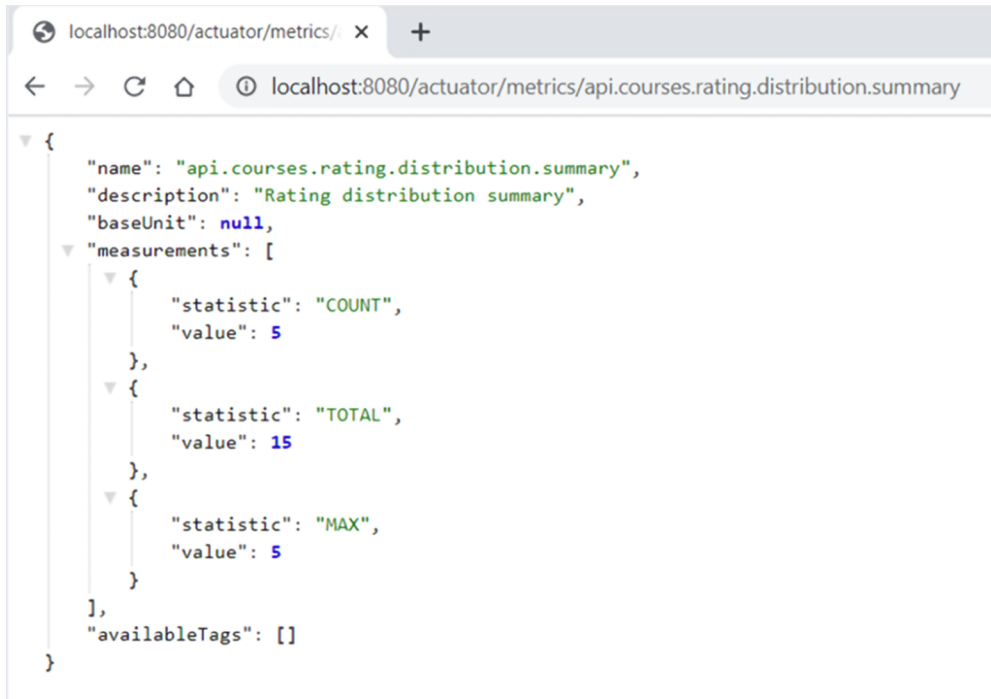 localhost:8080/actuator/metrics/
localhost:8080/actuator/metrics/api.courses.rating.distribution.summary
{
"name": "api.courses.rating.distribution.summary",
"description": "Rating distribution summary",
"baseUnit": null,
"measurements": [
{
"statistic": "COUNT",
"value": 5
},
{
"statistic": "TOTAL",
"value": 15
},
{
"statistic": "MAX",
"value": 5
}
],
"availableTags": []
}